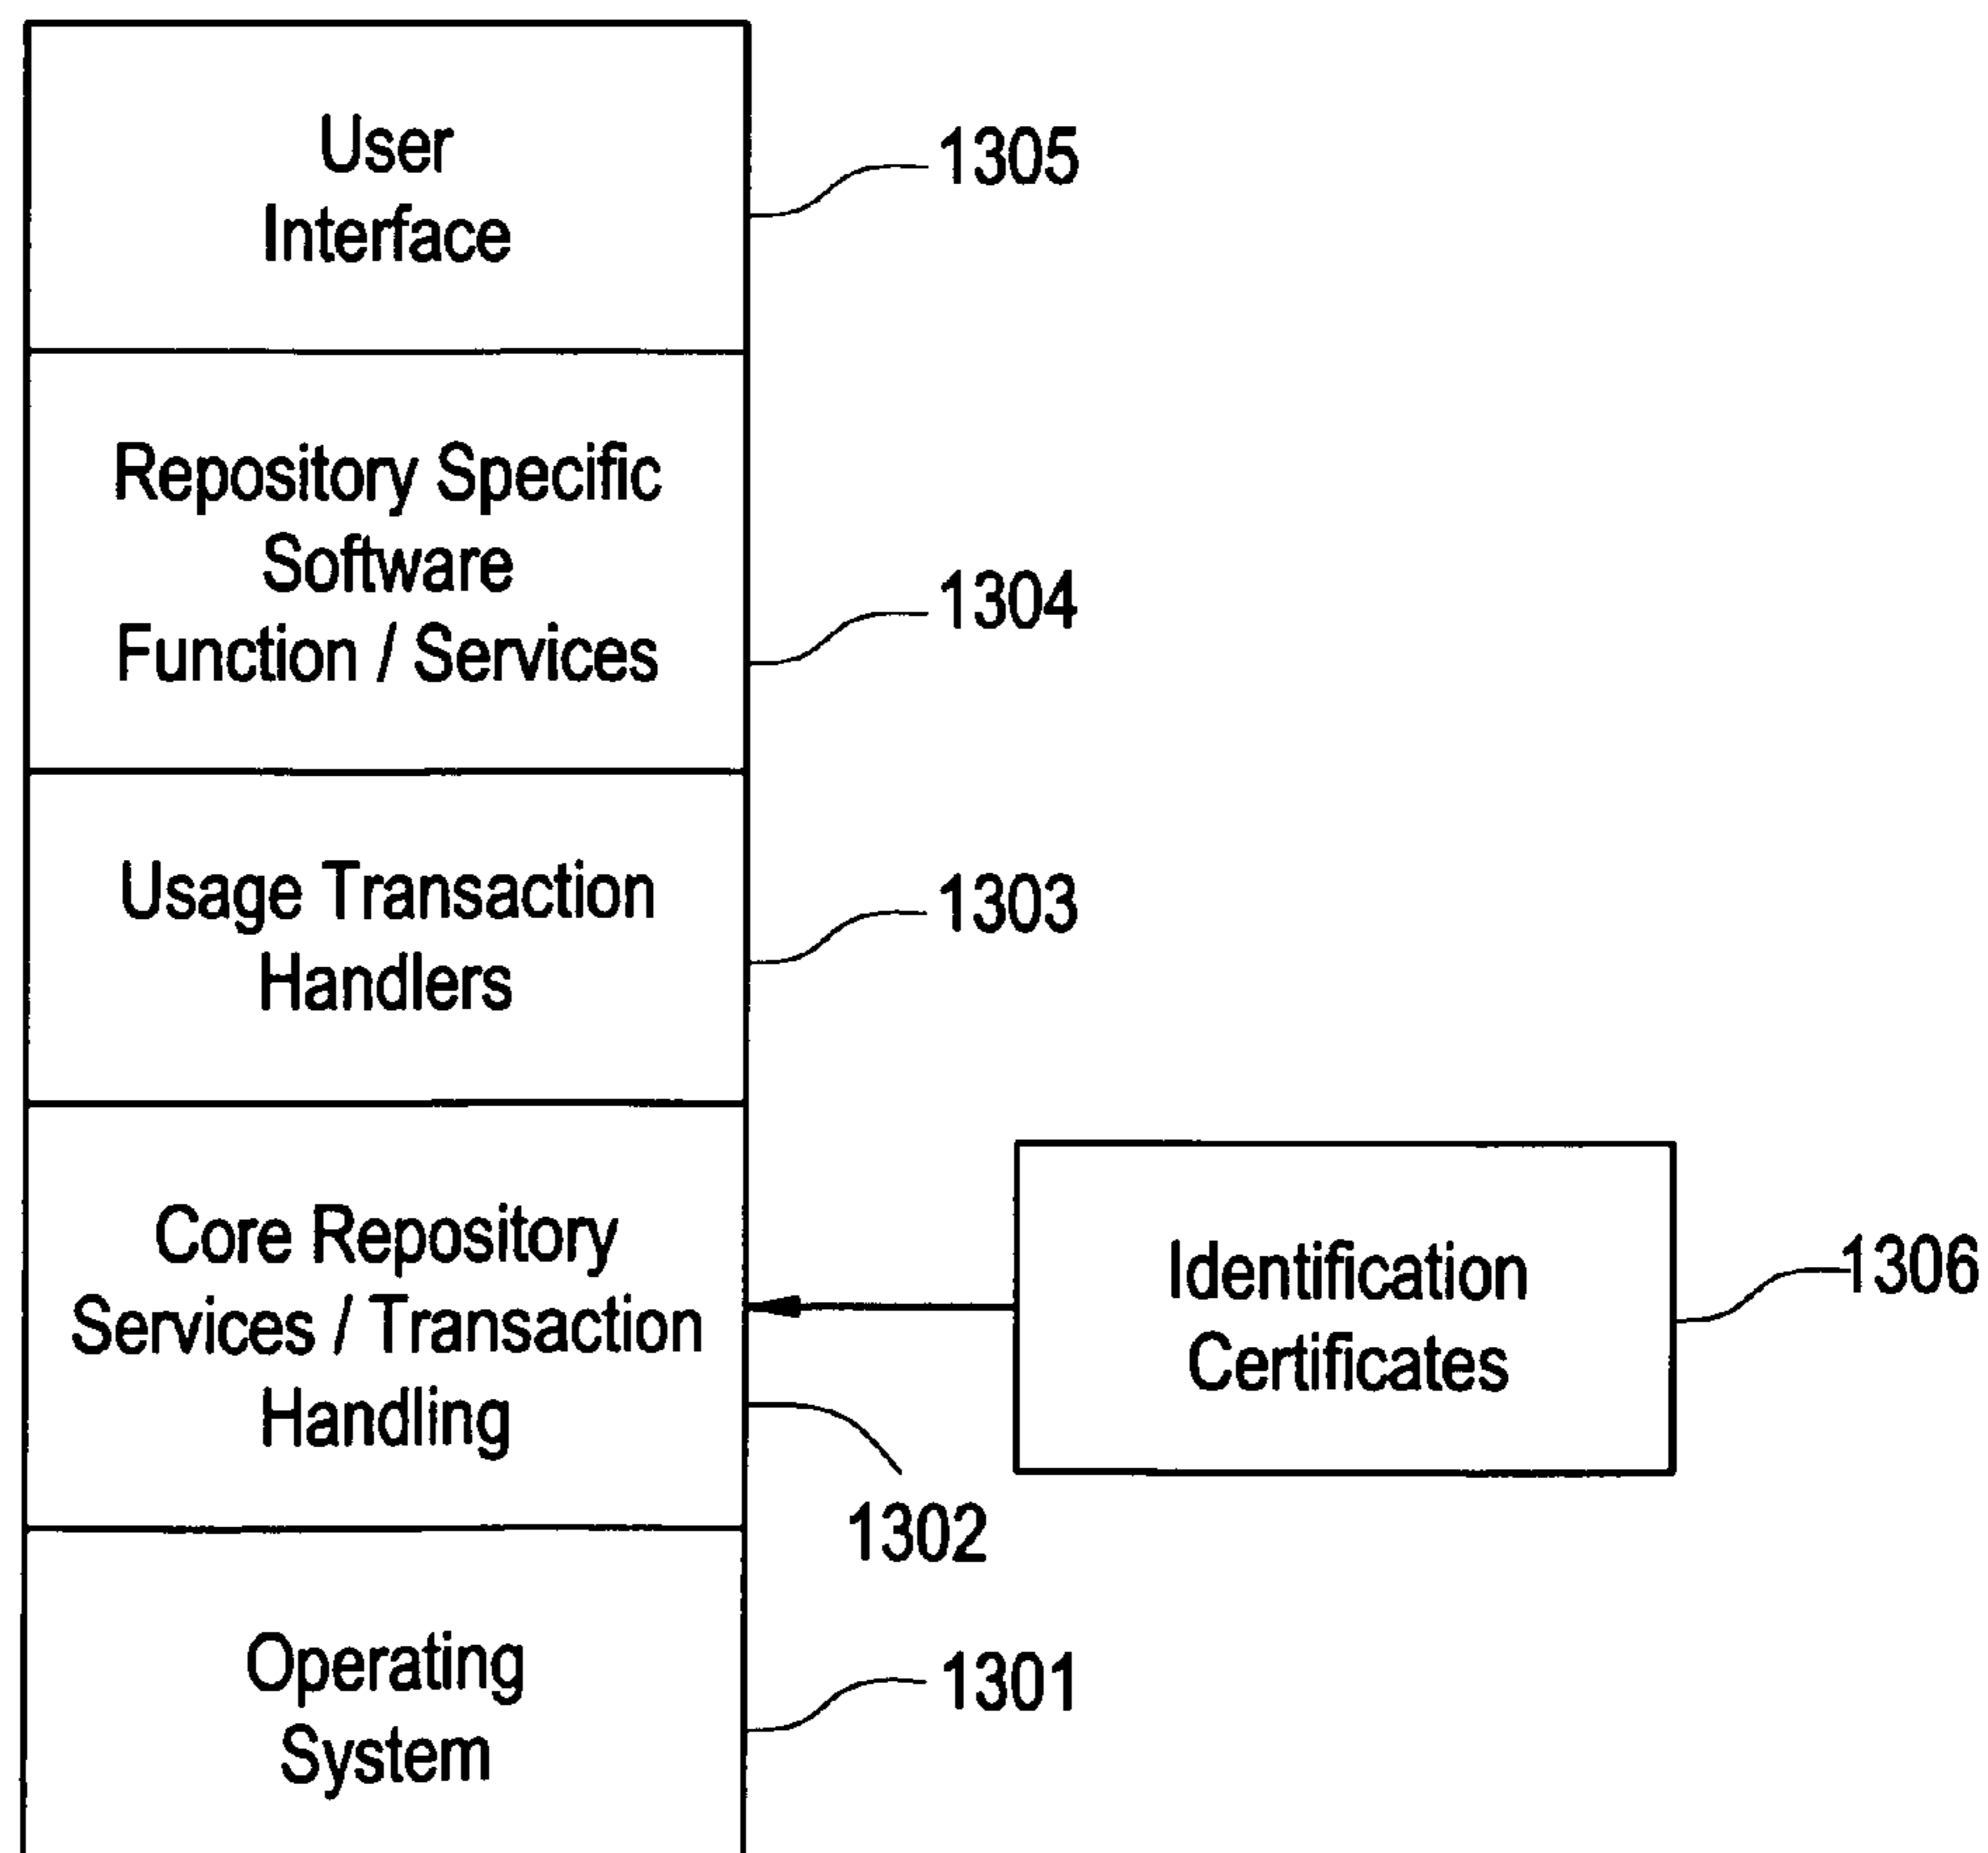 User
Interface
1305
Repository Specific
Software
Function / Services
1304
Usage Transaction
Handlers
1303
Core Repository
Services / Transaction
Handling
1302
Identification
Certificates
1306
Operating
System
1301